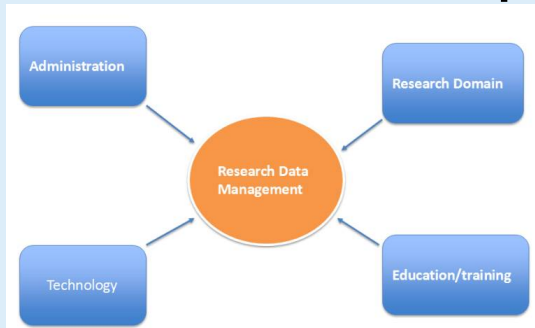 Administration
Research Domain
Research Data
Management
Technology
Education/training